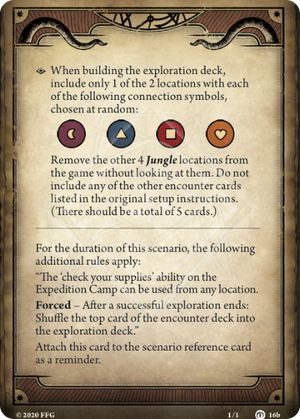 When building the exploration deck,
include only 1 of the 2 locations with each
of the following connection symbols,
chosen at random:
Remove the other 4 Jungle locations from
the game without looking at them. Do not
include any of the other encounter cards
listed in the original setup instructions.
(There should be a total of 5 cards.)
For the duration of this scenario, the following
additional rules apply:
“The ‘check your supplies’ ability on the
Expedition Camp can be used from any location.
Forced – After a successful exploration ends:
Shuffle the top card of the encounter deck into
the exploration deck.”
Attach this card to the scenario reference card
as a reminder.
© 2020 FFG
1/1
16b